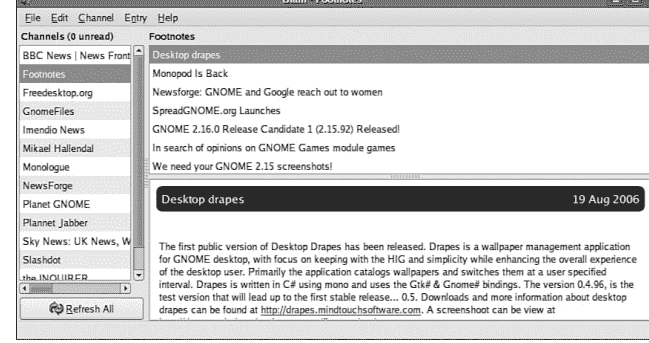 Blam - Footnotes
File Edit Channel Entry Help
Channels (0 unread)
BBC News | News Front
Footnotes
Freedesktop.org
GnomeFiles
Imendio News
Mikael Hallendal
Monologue
NewsForge
Planet GNOME
Plannet Jabber
Sky News: UK News, W
Slashdot
the INQUIRER
Refresh All
Footnotes
Desktop drapes
Monopod Is Back
Newsforge: GNOME and Google reach out to women
SpreadGNOME.org Launches
GNOME 2.16.0 Release Candidate 1 (2.15.92) Released!
In search of opinions on GNOME Games module games
We need your GNOME 2.15 screenshots!
Desktop drapes 19 Aug 2006
The first public version of Desktop Drapes has been released. Drapes is a wallpaper management application
for GNOME desktop, with focus on keeping with the HIG and simplicity while enhancing the overall experience
of the desktop user. Primarily the application catalogs wallpapers and switches them at a user specified
interval. Drapes is written in C# using mono and uses the Gtk# & Gnome# bindings. The version 0.4.96, is the
test version that will lead up to the first stable release... 0.5. Downloads and more information about desktop
drapes can be found at http://drapes.mindtouchsoftware.com. A screenshoot can be view at